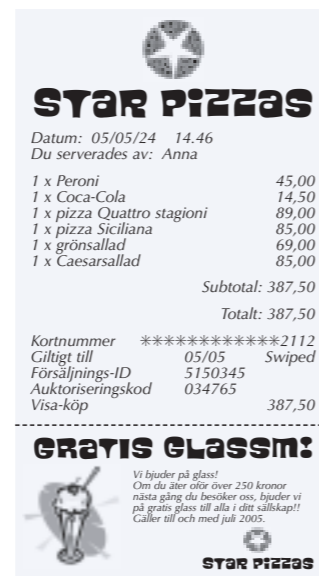 STAR PIZZAS
Datum: 05/05/24 14.46
Du serverades av: Anna
1 x Peroni 45,00
1 x Coca-Cola 14,50
1 x pizza Quattro stagioni 89,00
1 x pizza Siciliana 85,00
1 x grönsallad 69,00
1 x Caesarsallad 85,00
Subtotal: 387,50
Totalt: 387,50
Kortnummer ************2112
Giltigt till 05/05 Swiped
Försäljnings-ID 5150345
Auktoriseringskod 034765
Visa-köp 387,50
GRATIS GLASSM!
Vi bjuder på glass!
Om du äter oför över 250 kronor
nästa gång du besöker oss, bjuder vi
på gratis glass till alla i ditt sällskap!!
Gäller till och med juli 2005.
STAR PIZZAS